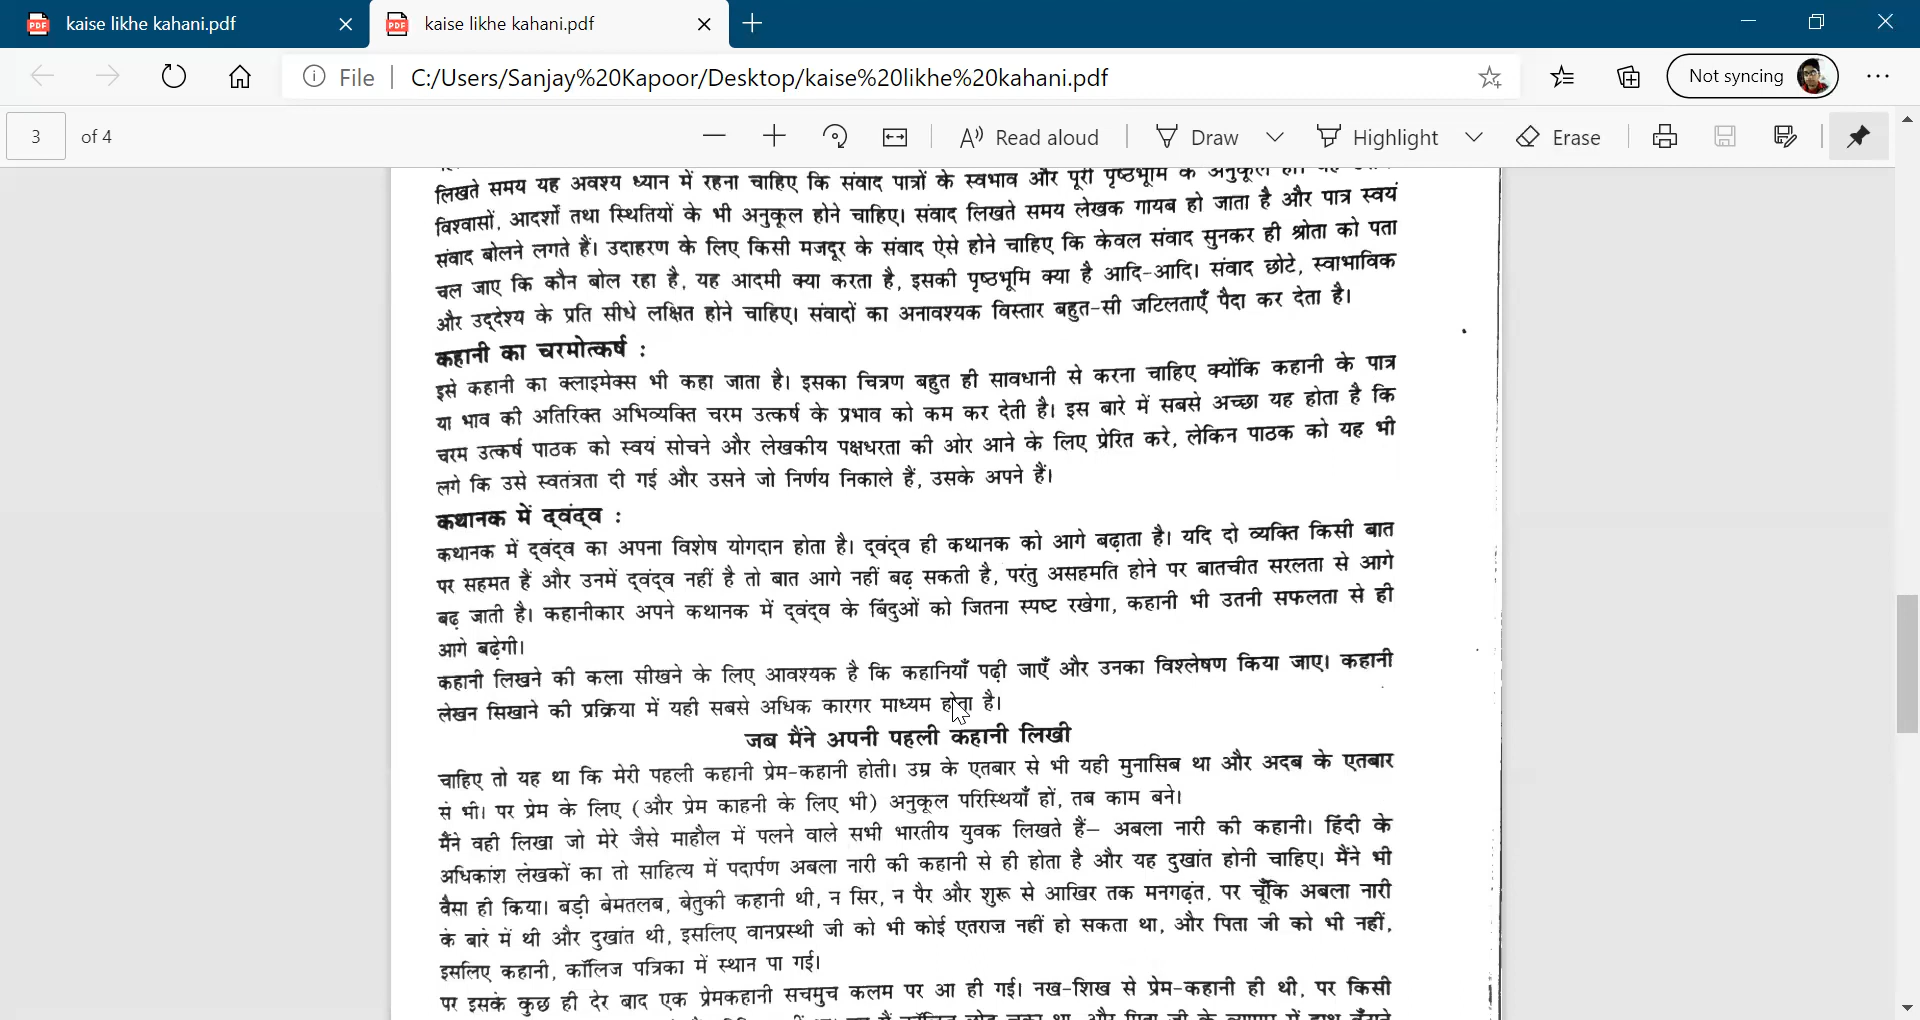 kaise likhe kahani.pdf
kaise likhe kahani.pdf
File
C:/Users/Sanjay%20Kapoor/Desktop/kaise%20likhe%20kahani.pdf
Not syncing
3 of 4
Read aloud
Draw
Highlight
Erase
लिखते समय यह अवश्य ध्यान में रहना चाहिए कि संवाद पात्रों के स्वभाव और पूरी पृष्ठभूमि के अनुकूल
विश्वासों, आदर्शों तथा स्थितियों के भी अनुकूल होने चाहिए। संवाद लिखते समय लेखक गायब हो जाता है और पात्र स्वयं
संवाद बोलने लगते हैं। उदाहरण के लिए किसी मजदूर के संवाद ऐसे होने चाहिए कि केवल संवाद सुनकर ही श्रोता को पता
चल जाए कि कौन बोल रहा है, यह आदमी क्या करता है, इसकी पृष्ठभूमि क्या है आदि-आदि। संवाद छोटे, स्वाभाविक
और उद्देश्य के प्रति सीधे लक्षित होने चाहिए। संवादों का अनावश्यक विस्तार बहुत-सी जटिलताएँ पैदा कर देता है।
कहानी का चरमोत्कर्ष :
इसे कहानी का क्लाइमेक्स भी कहा जाता है। इसका चित्रण बहुत ही सावधानी से करना चाहिए क्योंकि कहानी के पात्र
या भाव की अतिरिक्त अभिव्यक्ति चरम उत्कर्ष के प्रभाव को कम कर देती है। इस बारे में सबसे अच्छा यह होता है कि
चरम उत्कर्ष पाठक को स्वयं सोचने और लेखकीय पक्षधरता की ओर आने के लिए प्रेरित करे, लेकिन पाठक को यह भी
लगे कि उसे स्वतंत्रता दी गई और उसने जो निर्णय निकाले हैं, उसके अपने हैं।
कथानक में द्वंद्व :
कथानक में द्वंद्व का अपना विशेष योगदान होता है। द्वंद्व ही कथानक को आगे बढ़ाता है। यदि दो व्यक्ति किसी बात
पर सहमत हैं और उनमें द्वंद्व नहीं है तो बात आगे नहीं बढ़ सकती है, परंतु असहमति होने पर बातचीत सरलता से आगे
बढ़ जाती है। कहानीकार अपने कथानक में द्वंद्व के बिंदुओं को जितना स्पष्ट रखेगा, कहानी भी उतनी सफलता से ही
आगे बढ़ेगी।
कहानी लिखने की कला सीखने के लिए आवश्यक है कि कहानियाँ पढ़ी जाएँ और उनका विश्लेषण किया जाए। कहानी
लेखन सिखाने की प्रक्रिया में यही सबसे अधिक कारगर माध्यम होता है।
जब मैंने अपनी पहली कहानी लिखी
चाहिए तो यह था कि मेरी पहली कहानी प्रेम-कहानी होती। उम्र के एतबार से भी यही मुनासिब था और अदब के एतबार
से भी। पर प्रेम के लिए (और प्रेम काहनी के लिए भी) अनुकूल परिस्थियाँ हों, तब काम बने।
मैंने वही लिखा जो मेरे जैसे माहौल में पलने वाले सभी भारतीय युवक लिखते हैं– अबला नारी की कहानी। हिंदी के
अधिकांश लेखकों का तो साहित्य में पदार्पण अबला नारी की कहानी से ही होता है और यह दुखांत होनी चाहिए। मैंने भी
वैसा ही किया। बड़ी बेमतलब, बेतुकी कहानी थी, न सिर, न पैर और शुरू से आखिर तक मनगढ़ंत, पर चूँकि अबला नारी
के बारे में थी और दुखांत थी, इसलिए वानप्रस्थी जी को भी कोई एतराज़ नहीं हो सकता था, और पिता जी को भी नहीं,
इसलिए कहानी, कॉलिज पत्रिका में स्थान पा गई।
पर इसके कुछ ही देर बाद एक प्रेमकहानी सचमुच कलम पर आ ही गई। नख-शिख से प्रेम-कहानी ही थी, पर किसी